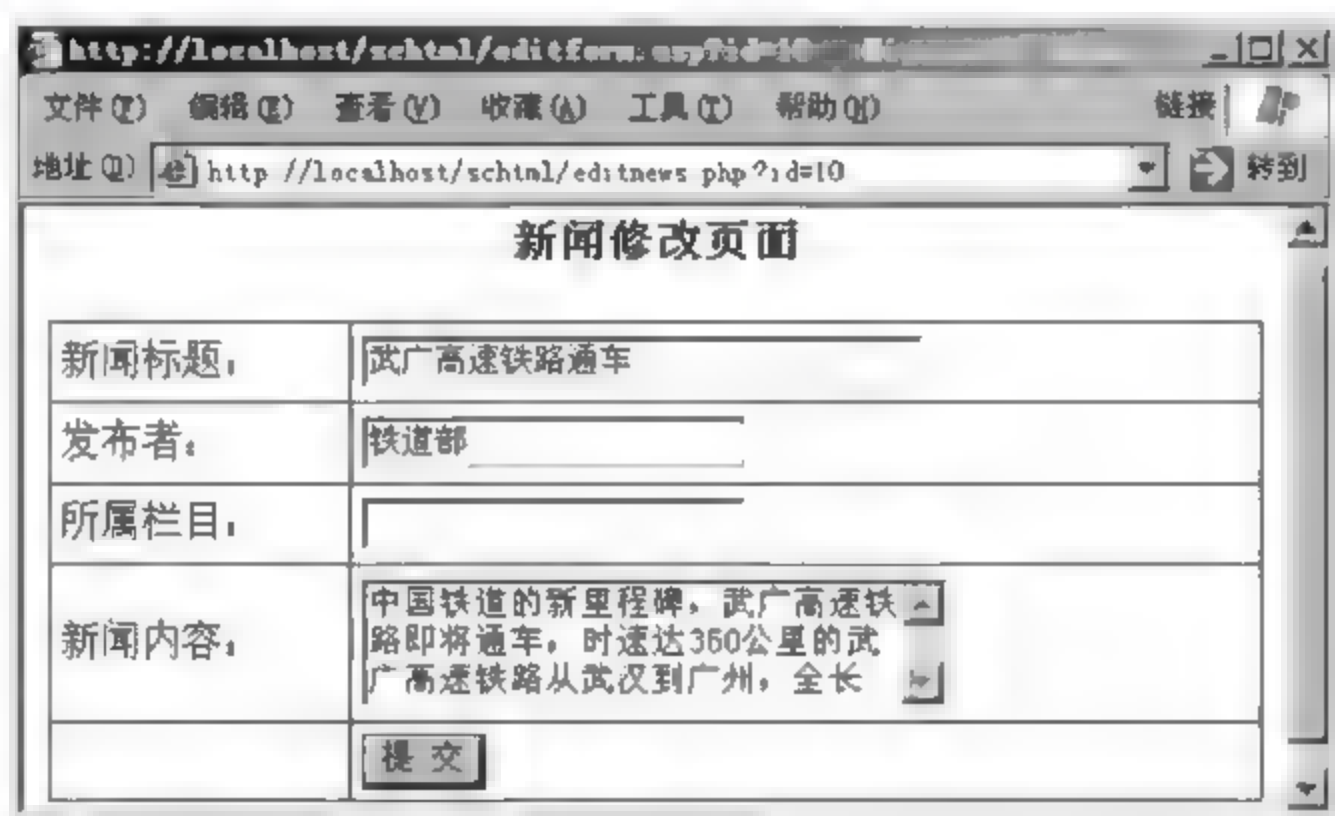 http://localhost/schtml/editform.asp?id=10
文件(F) 编辑(E) 查看(V) 收藏(A) 工具(T) 帮助(H) 链接
地址(D) http://localhost/schtml/editnews.php?id=10 转到
新闻修改页面
新闻标题: 武广高速铁路通车
发布者: 铁道部
所属栏目:
新闻内容: 中国铁道的新里程碑,武广高速铁
路即将通车,时速达360公里的武
广高速铁路从武汉到广州,全长
提 交